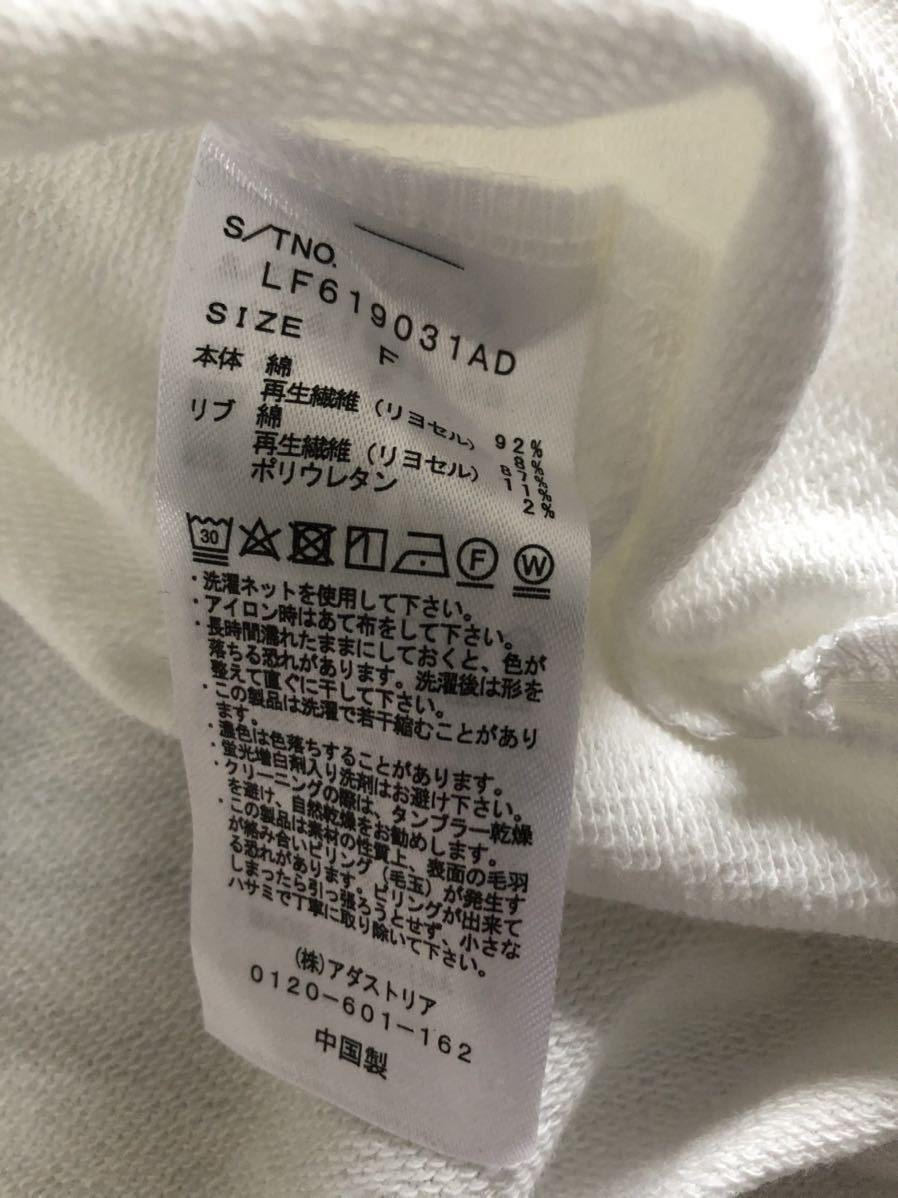 S/TNO.
LF619031AD
SIZE F
本体 綿 92%
再生繊維 (リヨセル) 8%
リブ 綿 87%
再生繊維 (リヨセル) 11%
ポリウレタン 2%
30 F W
・洗濯ネットを使用して下さい。
・アイロン時はあて布をして下さい。
・長時間濡れたままにしておくと、色が
落ちる恐れがあります。洗濯後は形を
整えて直ぐに干して下さい。
・この製品は洗濯で若干縮むことがあり
ます。
・濃色は色落ちすることがあります。
・蛍光増白剤入り洗剤はお避け下さい。
・クリーニングの際は、タンブラー乾燥
を避け、自然乾燥をお勧めします。
・この製品は素材の性質上、表面の毛羽
が絡み合いピリング(毛玉)が発生す
る恐れがあります。ピリングが出来て
しまったら引っ張ろうとせず、小さな
ハサミで丁寧に取り除いて下さい。
(株)アダストリア
0120-601-162
中国製